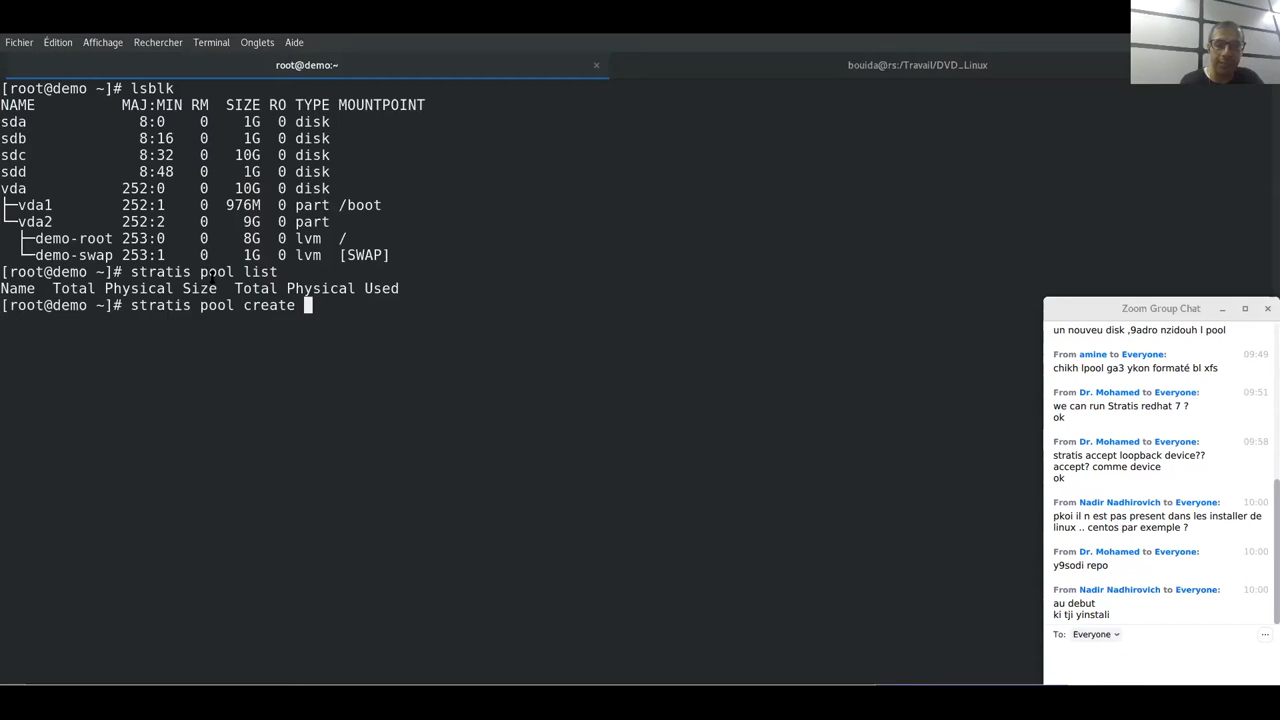 Fichier Édition Affichage Rechercher Terminal Onglets Aide
root@demo:~ × bouida@rs:/Travail/DVD_Linux
[root@demo ~]# lsblk
NAME MAJ:MIN RM SIZE RO TYPE MOUNTPOINT
sda 8:0 0 1G 0 disk
sdb 8:16 0 1G 0 disk
sdc 8:32 0 10G 0 disk
sdd 8:48 0 1G 0 disk
vda 252:0 0 10G 0 disk
├─vda1 252:1 0 976M 0 part /boot
└─vda2 252:2 0 9G 0 part
├─demo-root 253:0 0 8G 0 lvm /
└─demo-swap 253:1 0 1G 0 lvm [SWAP]
[root@demo ~]# stratis pool list
Name Total Physical Size Total Physical Used
[root@demo ~]# stratis pool create
Zoom Group Chat
un nouveu disk ,9adro nzidouh l pool
From amine to Everyone: 09:49
chikh lpool ga3 ykon formaté bl xfs
From Dr. Mohamed to Everyone: 09:51
we can run Stratis redhat 7 ?
ok
From Dr. Mohamed to Everyone: 09:58
stratis accept loopback device??
accept? comme device
ok
From Nadir Nadhirovich to Everyone: 10:00
pkoi il n est pas present dans les installer de
linux .. centos par exemple ?
From Dr. Mohamed to Everyone: 10:00
y9sodi repo
From Nadir Nadhirovich to Everyone: 10:00
au debut
ki tji yinstali
To: Everyone ...